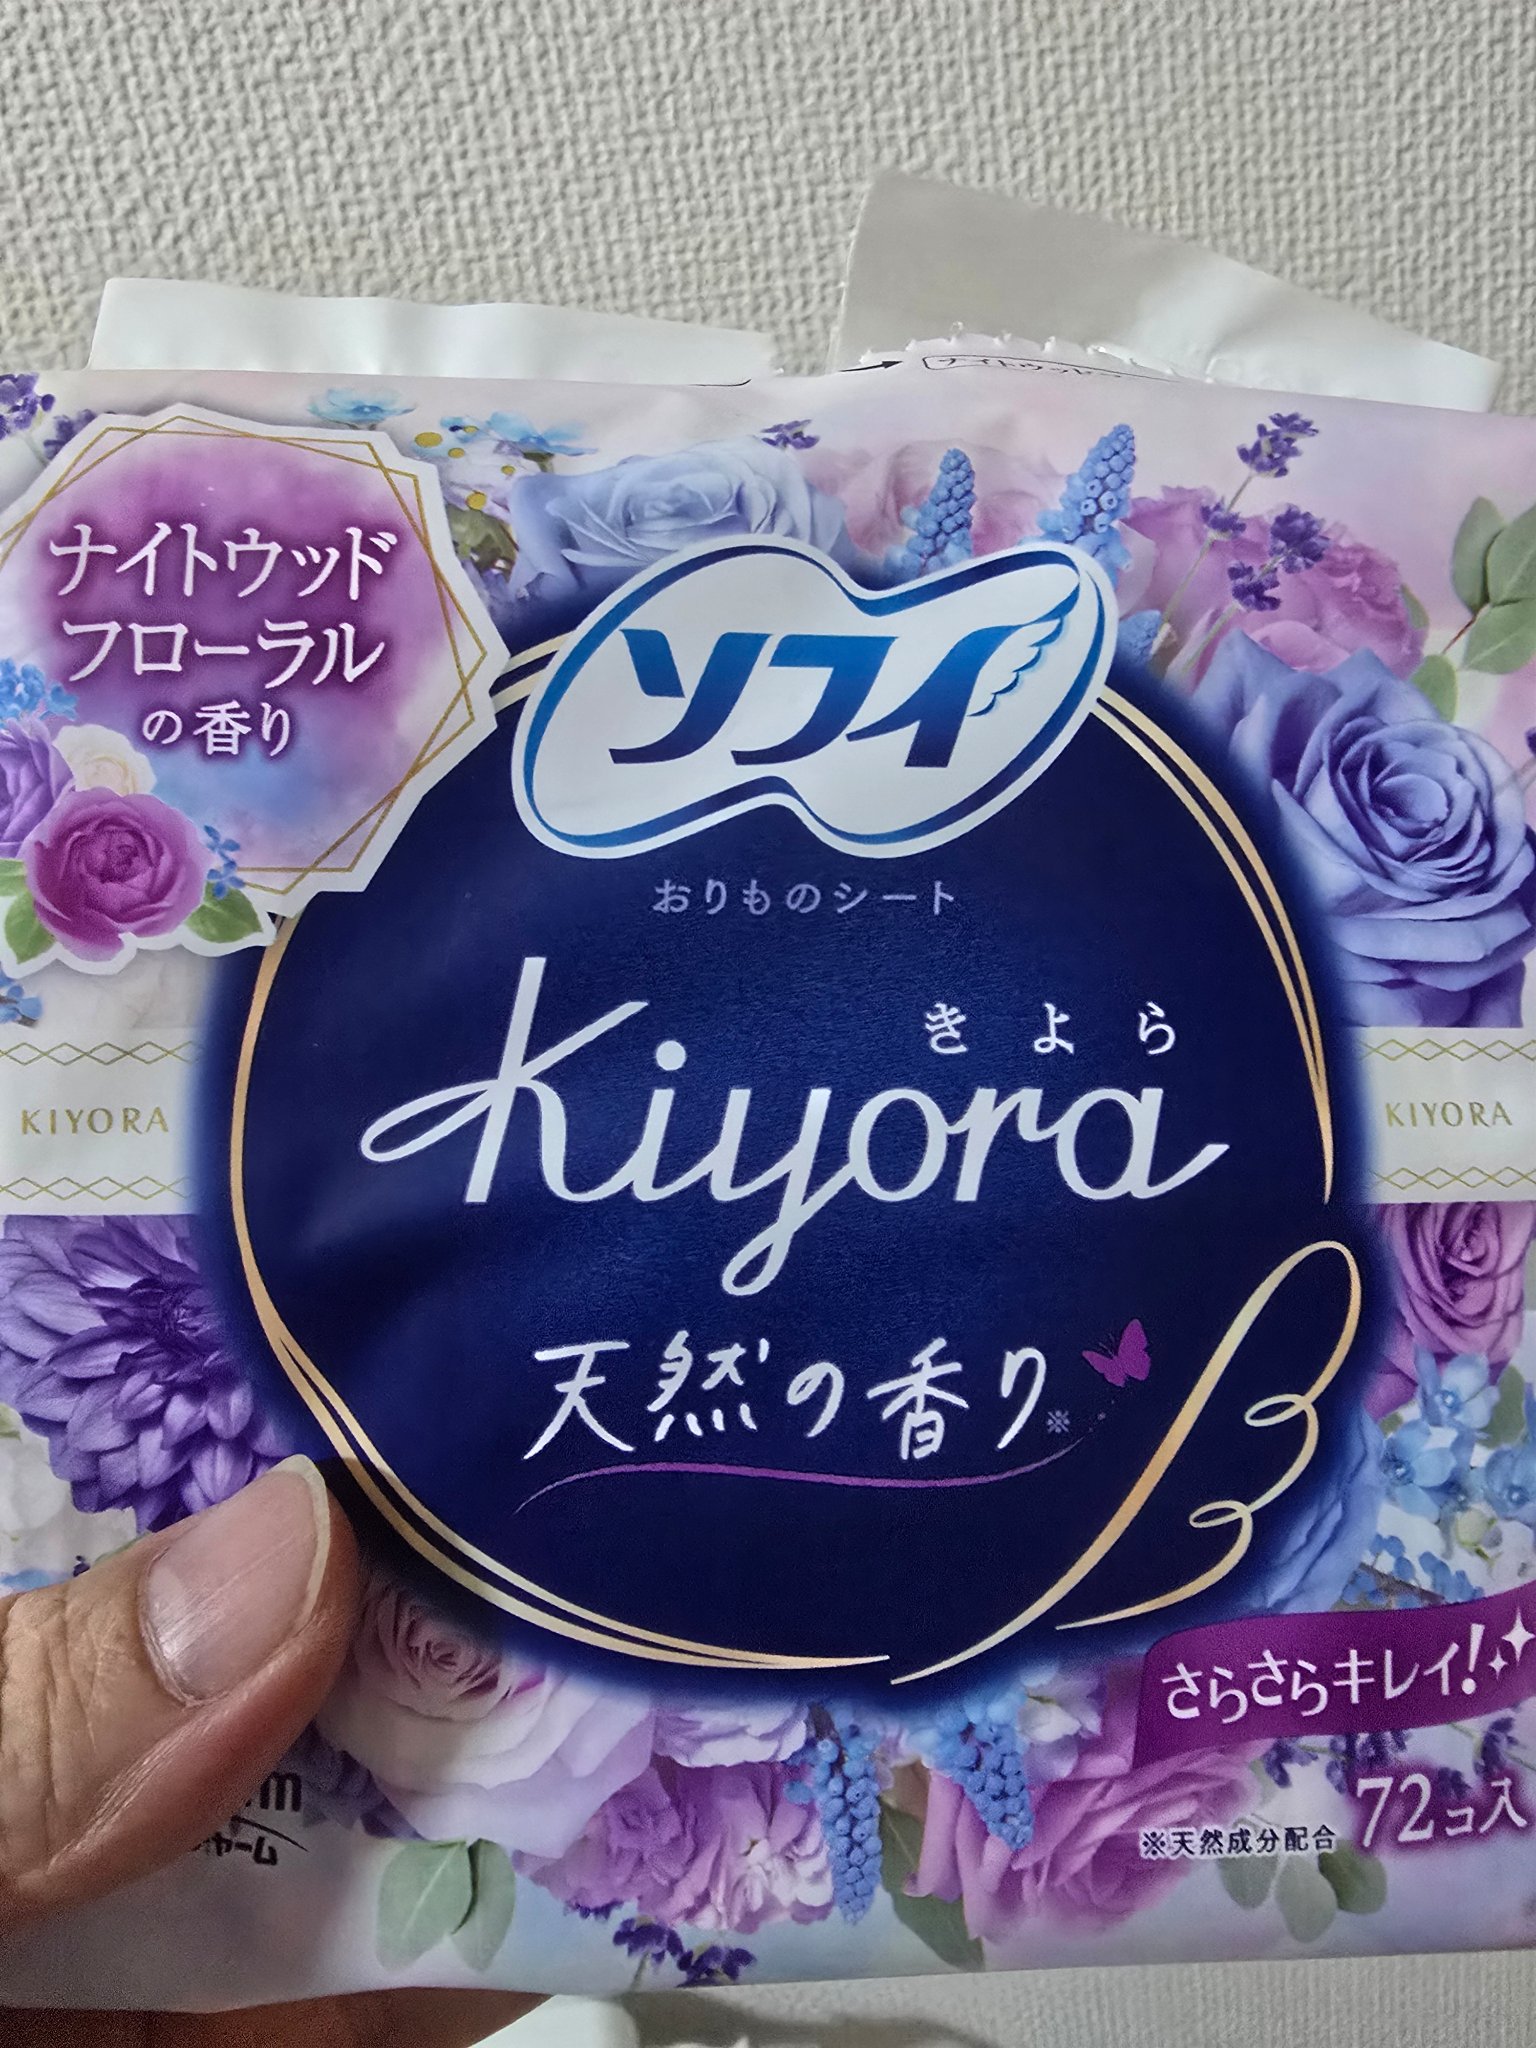 ナイトウッド
フローラル
の香り
ソフィ
おりものシート
きよら
Kiyora
KIYORA
KIYORA
天然の香り※
さらさらキレイ!
※天然成分配合
72コ入